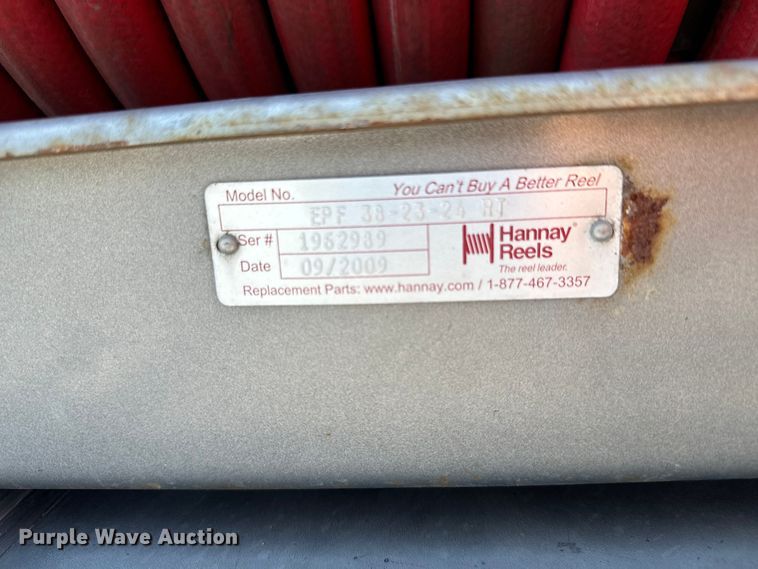 Model No. You Can't Buy A Better Reel
EPF 38-23-24 RT
Ser # 1962989
Date 09/2009
Hannay®
Reels
The reel leader.
Replacement Parts: www.hannay.com / 1-877-467-3357
Purple Wave Auction